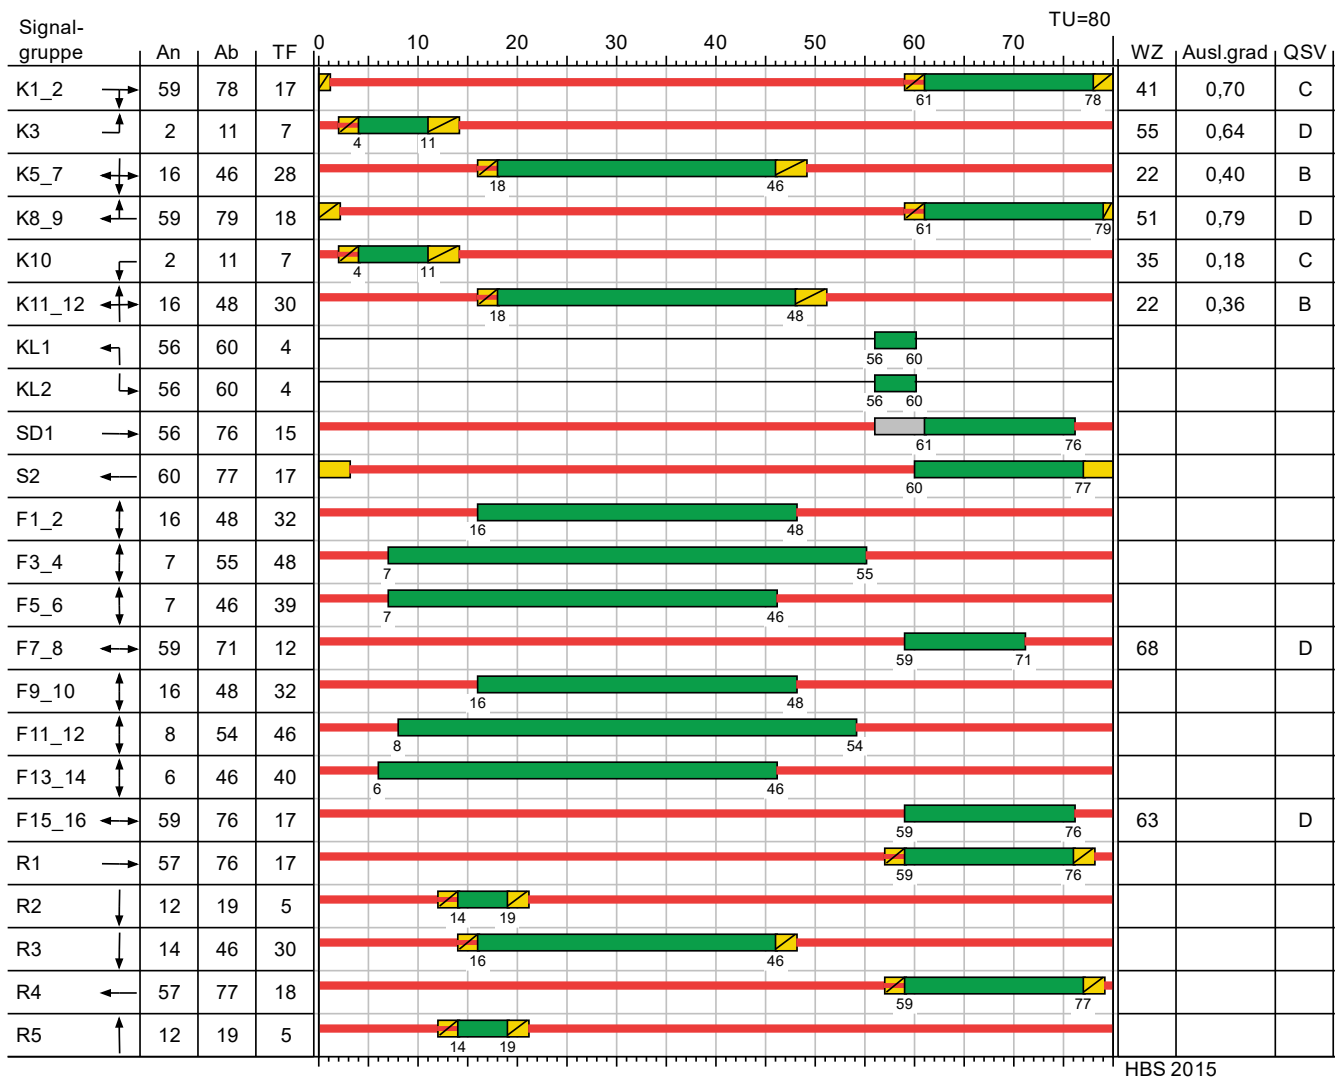 TU=80
Signal-
gruppe An Ab TF 0 10 20 30 40 50 60 70 WZ Ausl.grad QSV
K1_2 59 78 17 61 78 41 0,70 C
K3 2 11 7 4 11 55 0,64 D
K5_7 16 46 28 18 46 22 0,40 B
K8_9 59 79 18 61 79 51 0,79 D
K10 2 11 7 4 11 35 0,18 C
K11_12 16 48 30 18 48 22 0,36 B
KL1 56 60 4 56 60
KL2 56 60 4 56 60
SD1 56 76 15 61 76
S2 60 77 17 60 77
F1_2 16 48 32 16 48
F3_4 7 55 48 7 55
F5_6 7 46 39 7 46
F7_8 59 71 12 59 71 68 D
F9_10 16 48 32 16 48
F11_12 8 54 46 8 54
F13_14 6 46 40 6 46
F15_16 59 76 17 59 76 63 D
R1 57 76 17 59 76
R2 12 19 5 14 19
R3 14 46 30 16 46
R4 57 77 18 59 77
R5 12 19 5 14 19
HBS 2015